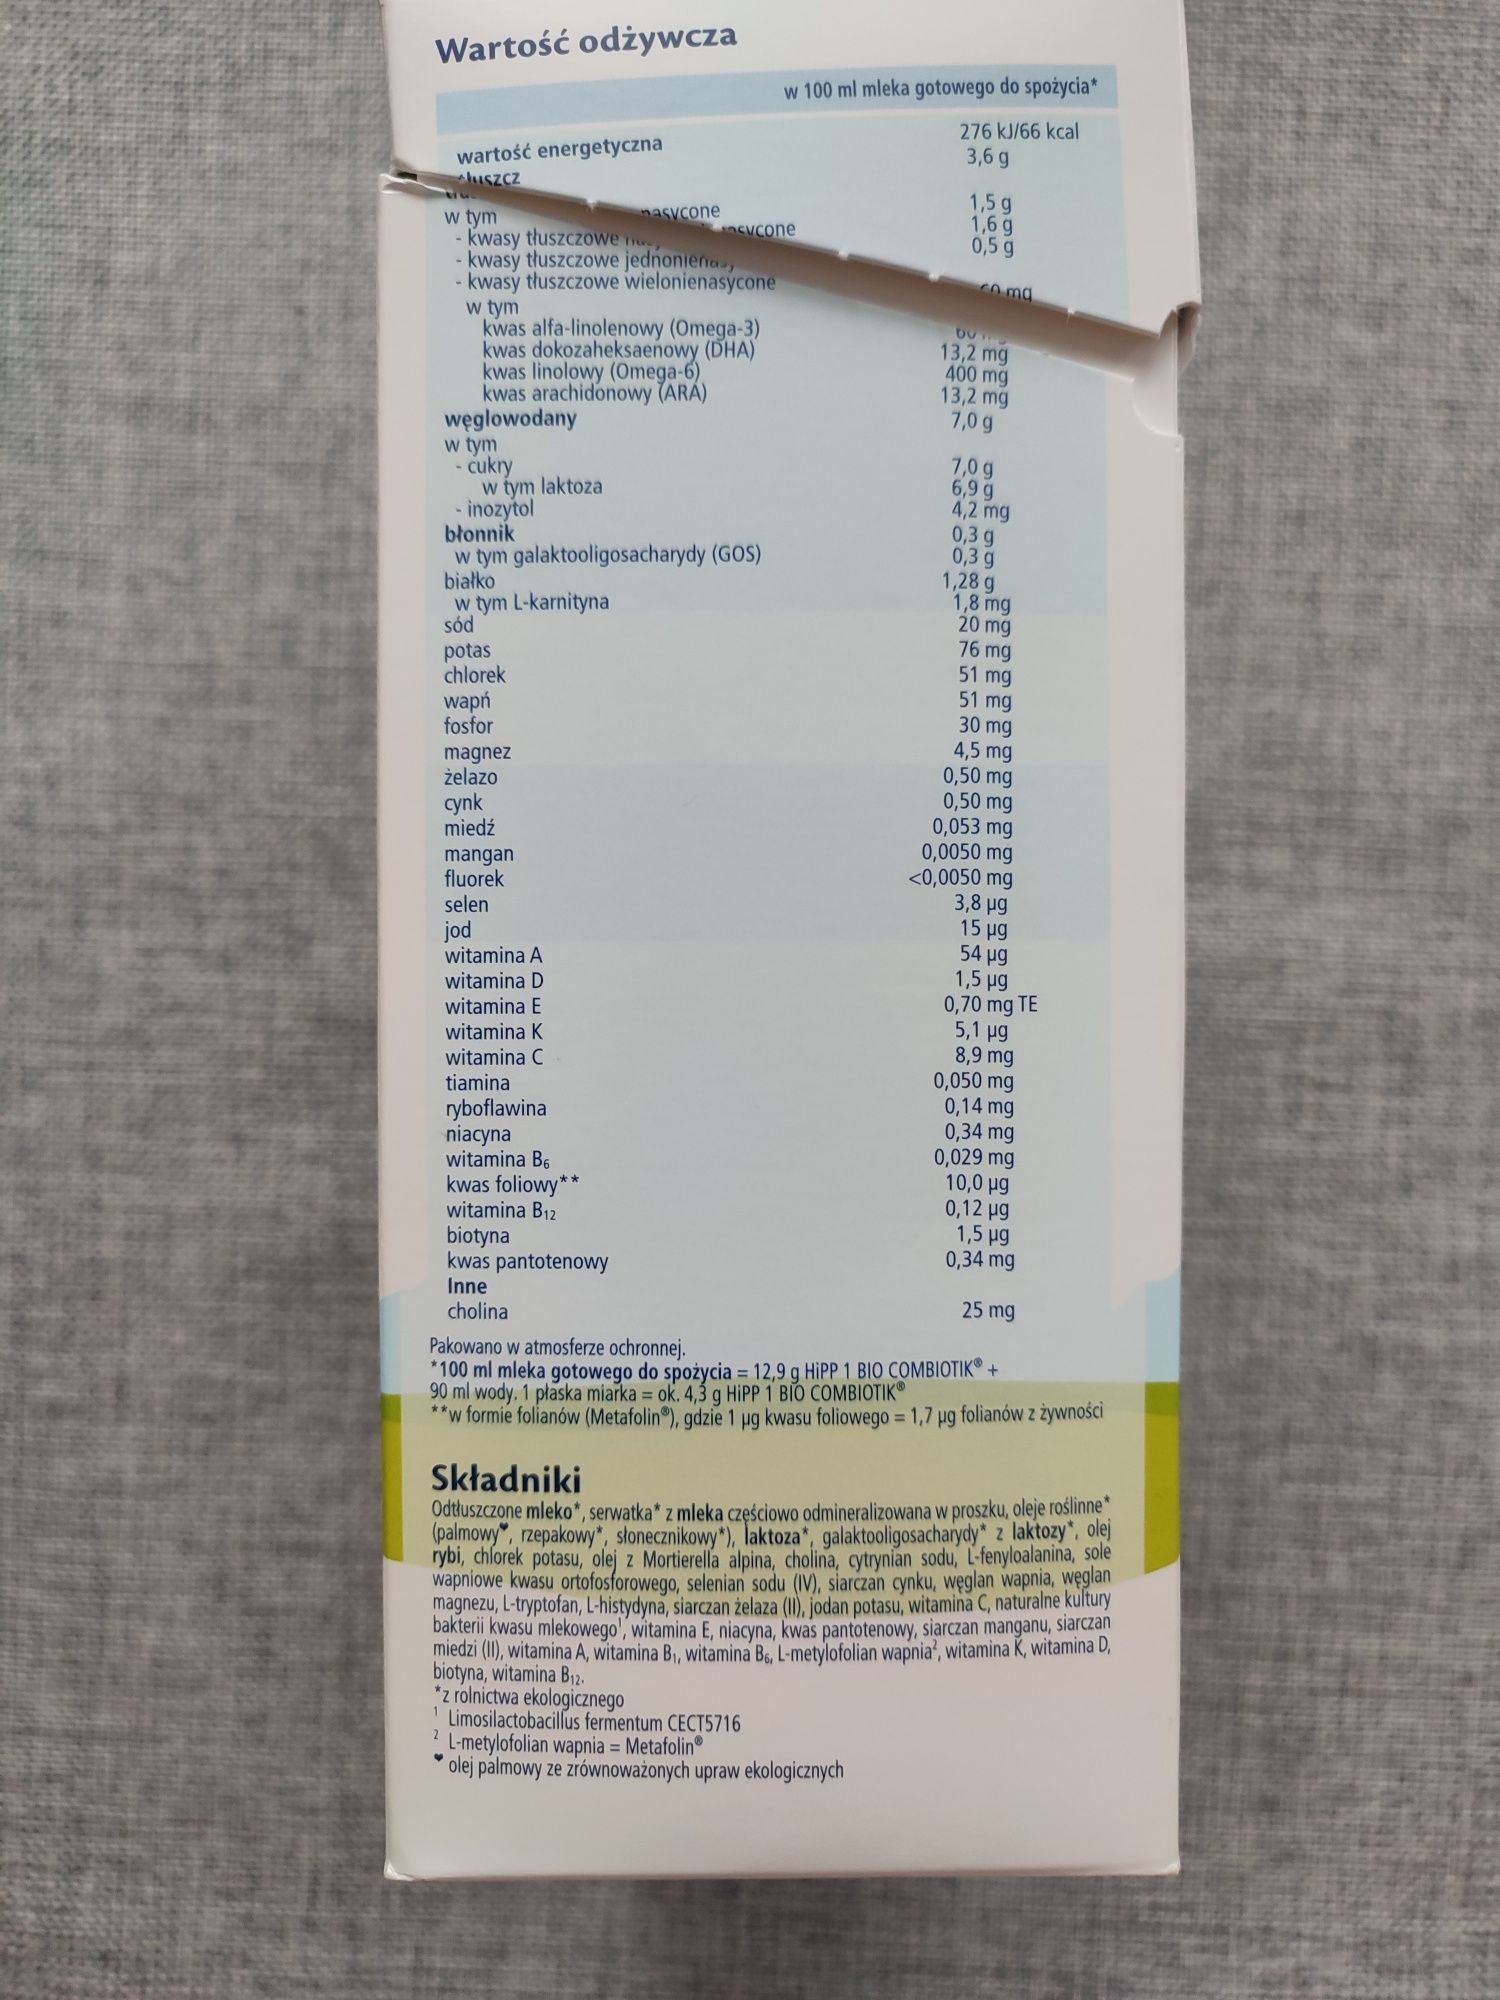 Wartość odżywcza
w 100 ml mleka gotowego do spożycia*
wartość energetyczna 276 kJ/66 kcal
tłuszcz 3,6 g
w tym
- kwasy tłuszczowe nasycone 1,5 g
- kwasy tłuszczowe jednonienasycone 1,6 g
- kwasy tłuszczowe wielonienasycone 0,5 g
w tym
kwas alfa-linolenowy (Omega-3) 60 mg
kwas dokozaheksaenowy (DHA) 13,2 mg
kwas linolowy (Omega-6) 400 mg
kwas arachidonowy (ARA) 13,2 mg
węglowodany 7,0 g
w tym
- cukry 7,0 g
w tym laktoza 6,9 g
- inozytol 4,2 mg
błonnik 0,3 g
w tym galaktooligosacharydy (GOS) 0,3 g
białko 1,28 g
w tym L-karnityna 1,8 mg
sód 20 mg
potas 76 mg
chlorek 51 mg
wapń 51 mg
fosfor 30 mg
magnez 4,5 mg
żelazo 0,50 mg
cynk 0,50 mg
miedź 0,053 mg
mangan 0,0050 mg
fluorek <0,0050 mg
selen 3,8 µg
jod 15 µg
witamina A 54 µg
witamina D 1,5 µg
witamina E 0,70 mg TE
witamina K 5,1 µg
witamina C 8,9 mg
tiamina 0,050 mg
ryboflawina 0,14 mg
niacyna 0,34 mg
witamina B₆ 0,029 mg
kwas foliowy** 10,0 µg
witamina B₁₂ 0,12 µg
biotyna 1,5 µg
kwas pantotenowy 0,34 mg
Inne
cholina 25 mg
Pakowano w atmosferze ochronnej.
*100 ml mleka gotowego do spożycia = 12,9 g HiPP 1 BIO COMBIOTIK® +
90 ml wody. 1 płaska miarka = ok. 4,3 g HiPP 1 BIO COMBIOTIK®
**w formie folianów (Metafolin®), gdzie 1 µg kwasu foliowego = 1,7 µg folianów z żywności
Składniki
Odtłuszczone mleko*, serwatka* z mleka częściowo odmineralizowana w proszku, oleje roślinne*
(palmowy❤, rzepakowy*, słonecznikowy*), laktoza*, galaktooligosacharydy* z laktozy*, olej
rybi, chlorek potasu, olej z Mortierella alpina, cholina, cytrynian sodu, L-fenyloalanina, sole
wapniowe kwasu ortofosforowego, selenian sodu (IV), siarczan cynku, węglan wapnia, węglan
magnezu, L-tryptofan, L-histydyna, siarczan żelaza (II), jodan potasu, witamina C, naturalne kultury
bakterii kwasu mlekowego¹, witamina E, niacyna, kwas pantotenowy, siarczan manganu, siarczan
miedzi (II), witamina A, witamina B₁, witamina B₆, L-metylofolian wapnia², witamina K, witamina D,
biotyna, witamina B₁₂.
*z rolnictwa ekologicznego
¹ Limosilactobacillus fermentum CECT5716
² L-metylofolian wapnia = Metafolin®
❤ olej palmowy ze zrównoważonych upraw ekologicznych